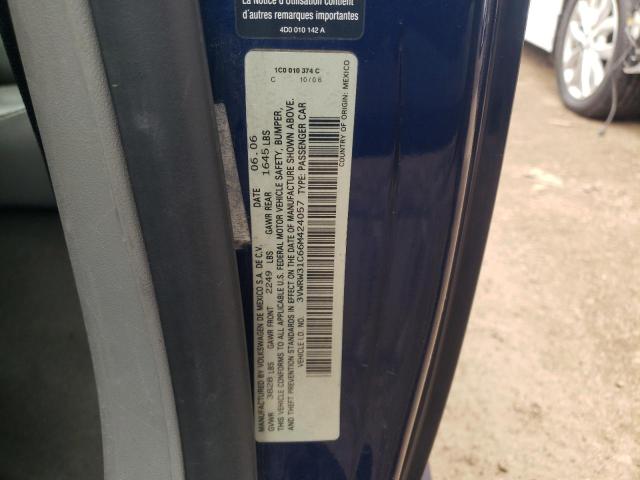 La Notice d'Utilisation contient
d'autres remarques importantes
4D0 010 142 A
1C0 010 374 C
C 10/06
MANUFACTURED BY VOLKSWAGEN DE MEXICO S.A. DE C.V. DATE 06.06
GVWR 3828 LBS GAWR FRONT 2249 LBS GAWR REAR 1645 LBS
THIS VEHICLE CONFORMS TO ALL APPLICABLE U.S. FEDERAL MOTOR VEHICLE SAFETY, BUMPER,
AND THEFT PREVENTION STANDARDS IN EFFECT ON THE DATE OF MANUFACTURE SHOWN ABOVE.
VEHICLE I.D. NO. 3VWRW31C66M424057 TYPE: PASSENGER CAR
COUNTRY OF ORIGIN: MEXICO